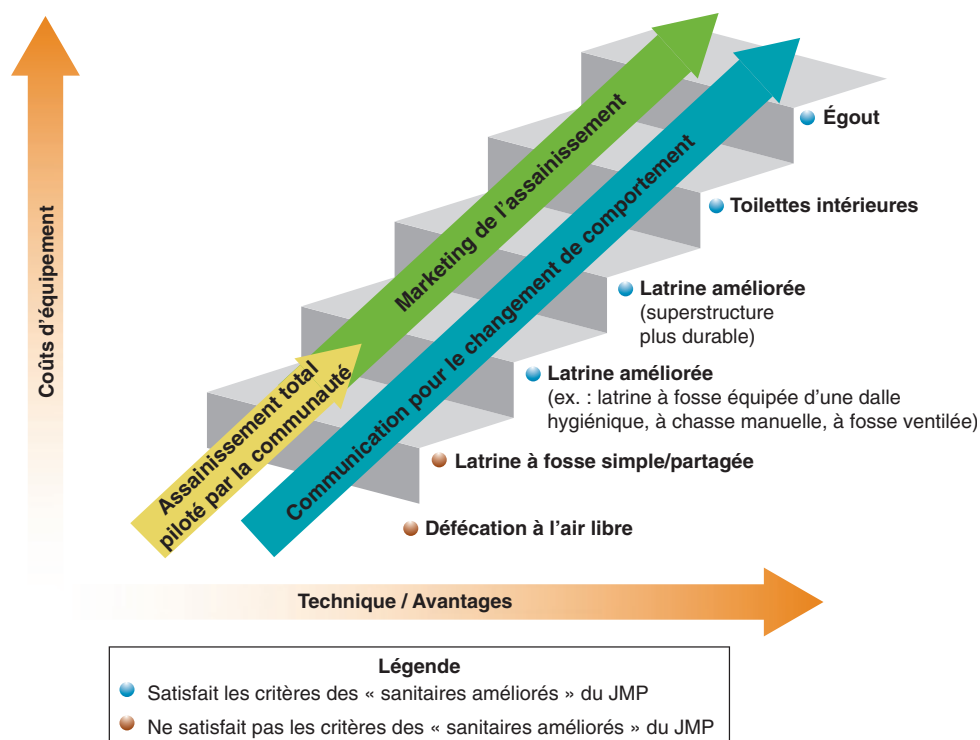 Coûts d'équipement
Assainissement total
piloté par la communauté
Marketing de l'assainissement
Communication pour le changement de comportement
Égout
Toilettes intérieures
Latrine améliorée
(superstructure
plus durable)
Latrine améliorée
(ex. : latrine à fosse équipée d'une dalle
hygiénique, à chasse manuelle, à fosse ventilée)
Latrine à fosse simple/partagée
Défécation à l'air libre
Technique / Avantages
Légende
Satisfait les critères des « sanitaires améliorés » du JMP
Ne satisfait pas les critères des « sanitaires améliorés » du JMP